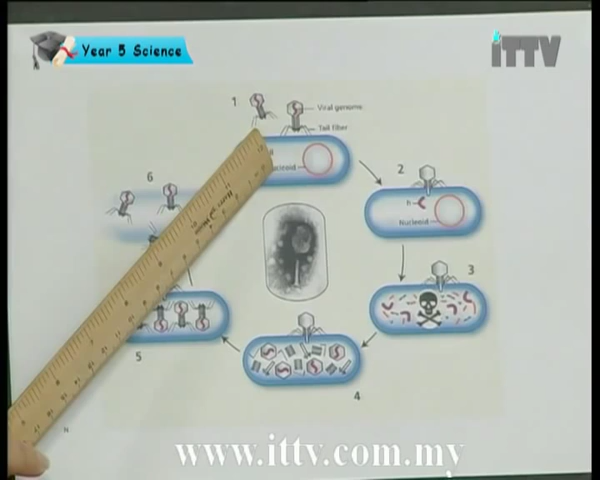 Year 5 Science
iTTV
1
Viral genome
Tail fiber
2
Nucleoid
3
4
5
6
www.ittv.com.my